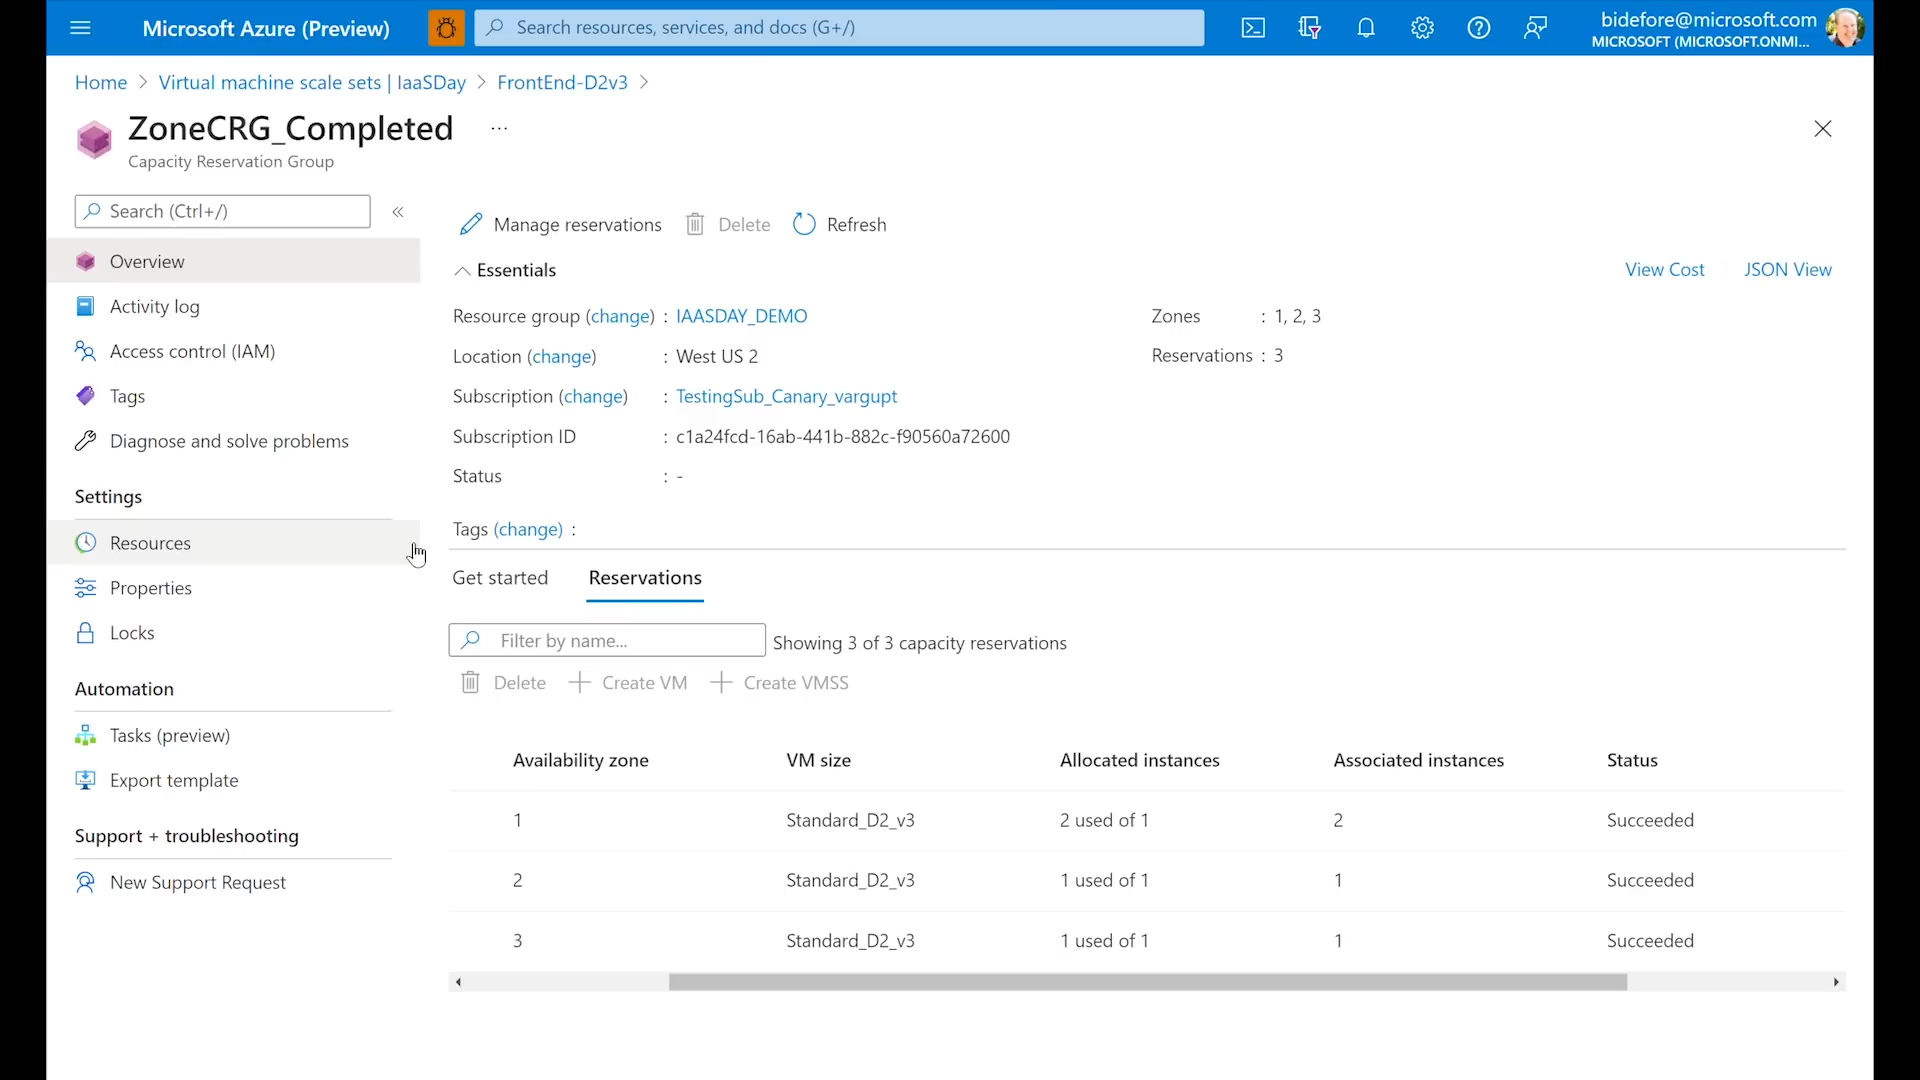 Microsoft Azure (Preview)
Search resources, services, and docs (G+/)
bidefore@microsoft.com
MICROSOFT (MICROSOFT.ONMI...
Home > Virtual machine scale sets | IaaSDay > FrontEnd-D2v3 >
ZoneCRG_Completed ...
Capacity Reservation Group
Search (Ctrl+/) «
Overview
Activity log
Access control (IAM)
Tags
Diagnose and solve problems
Settings
Resources
Properties
Locks
Automation
Tasks (preview)
Export template
Support + troubleshooting
New Support Request
Manage reservations Delete Refresh
Essentials
View Cost JSON View
Resource group (change) : IAASDAY_DEMO
Location (change) : West US 2
Subscription (change) : TestingSub_Canary_vargupt
Subscription ID : c1a24fcd-16ab-441b-882c-f90560a72600
Status : -
Zones : 1, 2, 3
Reservations : 3
Tags (change) :
Get started Reservations
Filter by name... Showing 3 of 3 capacity reservations
Delete + Create VM + Create VMSS
Availability zone VM size Allocated instances Associated instances Status
1 Standard_D2_v3 2 used of 1 2 Succeeded
2 Standard_D2_v3 1 used of 1 1 Succeeded
3 Standard_D2_v3 1 used of 1 1 Succeeded